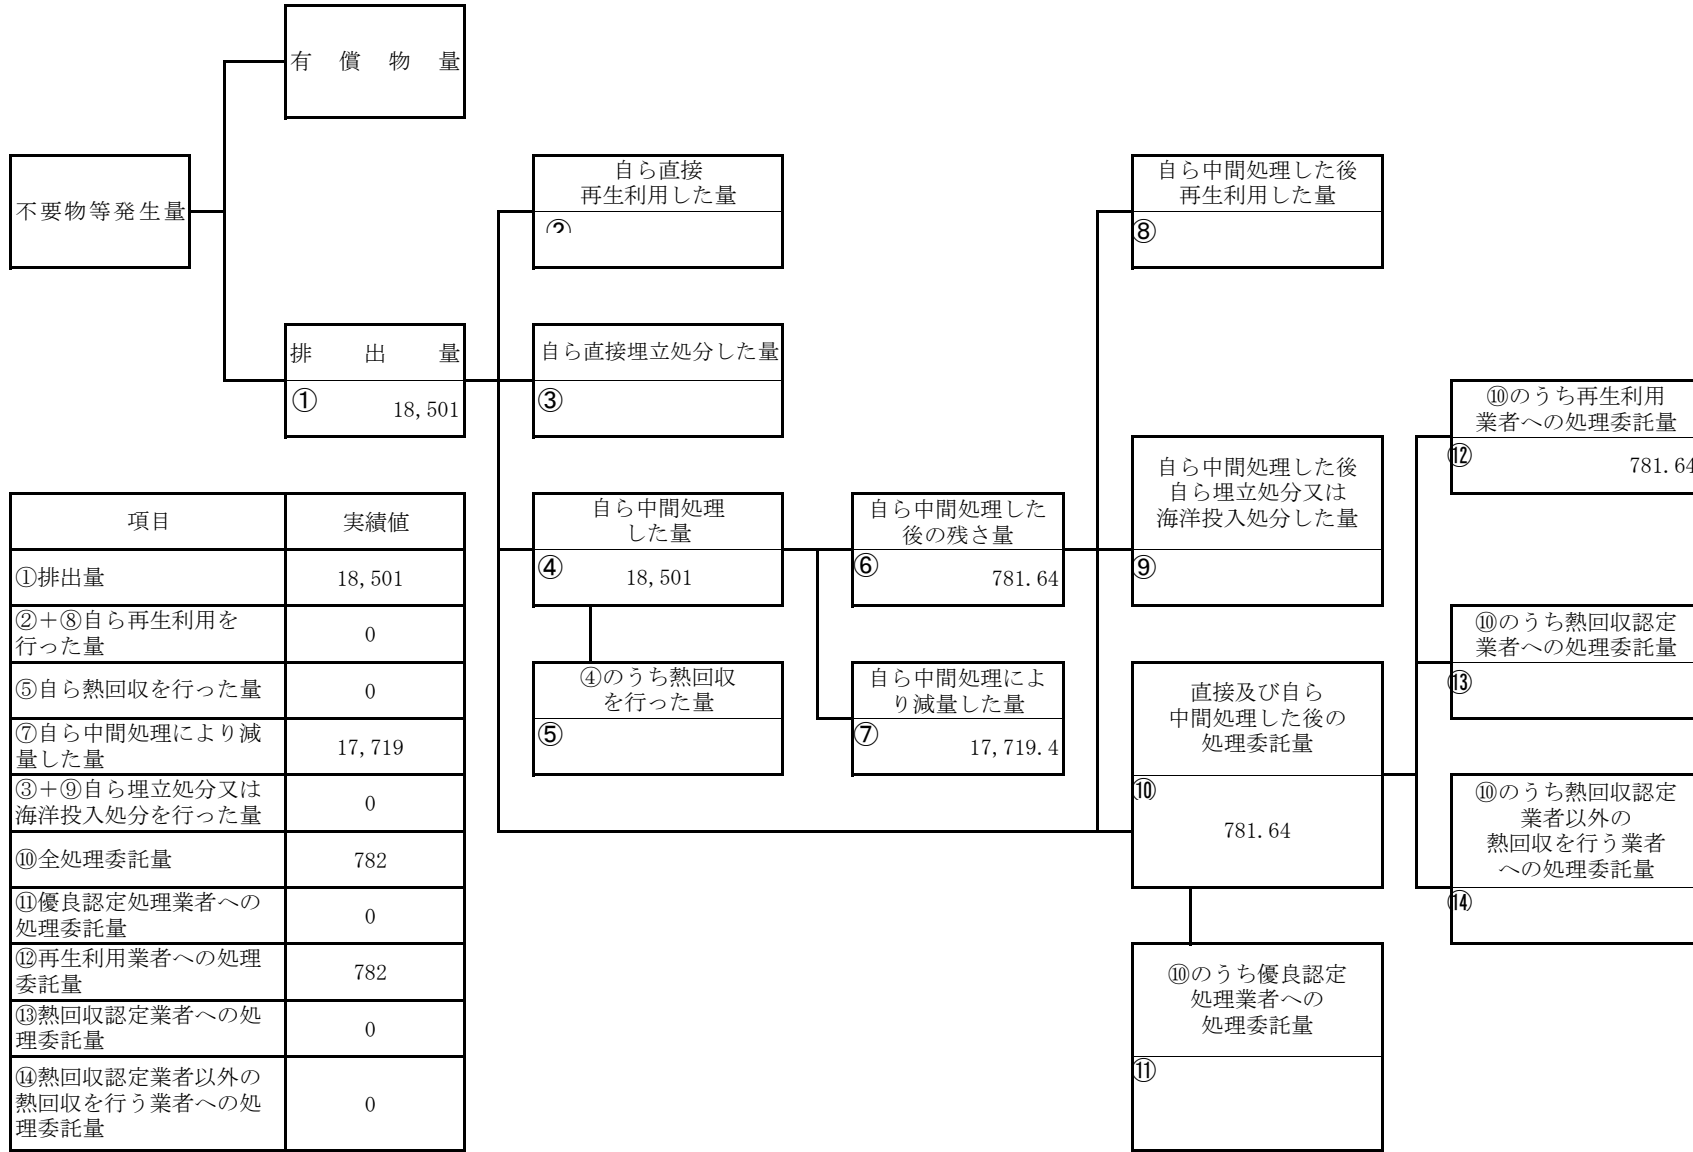 有償物量
不要物等発生量
自ら直接
再生利用した量
②
自ら中間処理した後
再生利用した量
⑧
排出量
①
18,501
自ら直接埋立処分した量
③
⑩のうち再生利用
業者への処理委託量
⑫
781.64
自ら中間処理した後
自ら埋立処分又は
海洋投入処分した量
⑨
自ら中間処理
した量
④
18,501
自ら中間処理した
後の残さ量
⑥
781.64
⑩のうち熱回収認定
業者への処理委託量
⑬
④のうち熱回収
を行った量
⑤
自ら中間処理によ
り減量した量
⑦
17,719.4
直接及び自ら
中間処理した後の
処理委託量
⑩
781.64
⑩のうち熱回収認定
業者以外の
熱回収を行う業者
への処理委託量
⑭
⑩のうち優良認定
処理業者への
処理委託量
⑪
項目 実績値
①排出量 18,501
②+⑧自ら再生利用を
行った量
0
⑤自ら熱回収を行った量 0
⑦自ら中間処理により減
量した量
17,719
③+⑨自ら埋立処分又は
海洋投入処分を行った量
0
⑩全処理委託量 782
⑪優良認定処理業者への
処理委託量
0
⑫再生利用業者への処理
委託量
782
⑬熱回収認定業者への処
理委託量
0
⑭熱回収認定業者以外の
熱回収を行う業者への処
理委託量
0